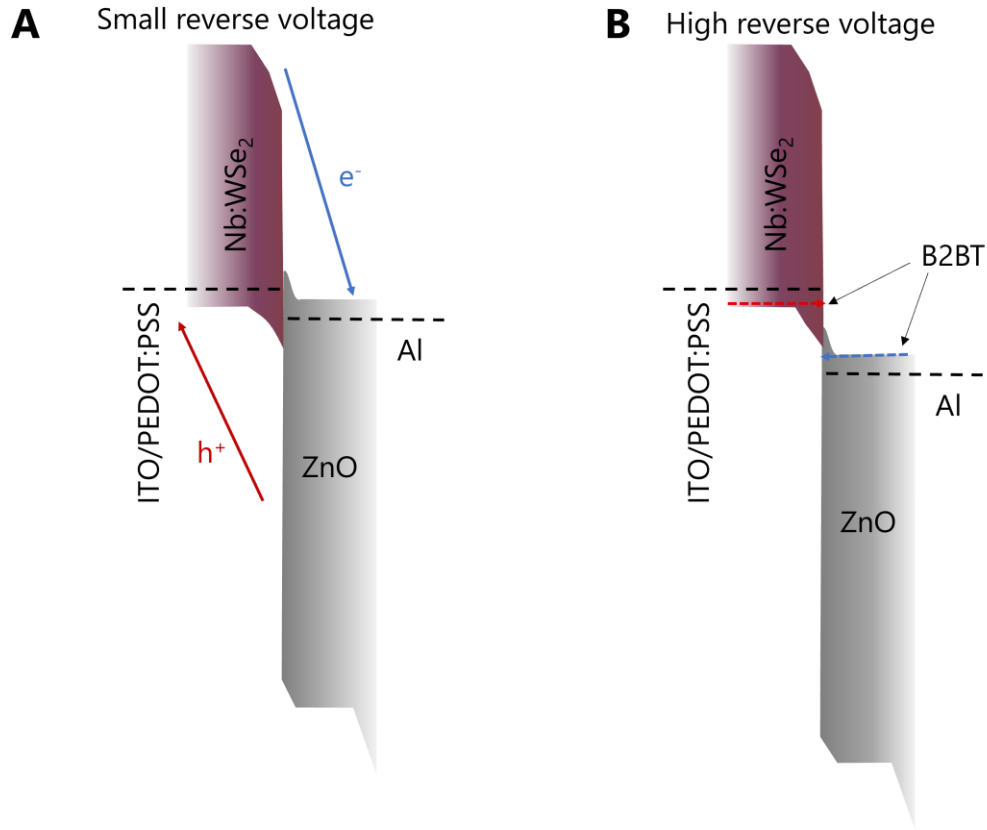 A
Small reverse voltage
Nb:WSe₂
e⁻
ITO/PEDOT:PSS
Al
h⁺
ZnO
B
High reverse voltage
Nb:WSe₂
B2BT
ITO/PEDOT:PSS
Al
ZnO